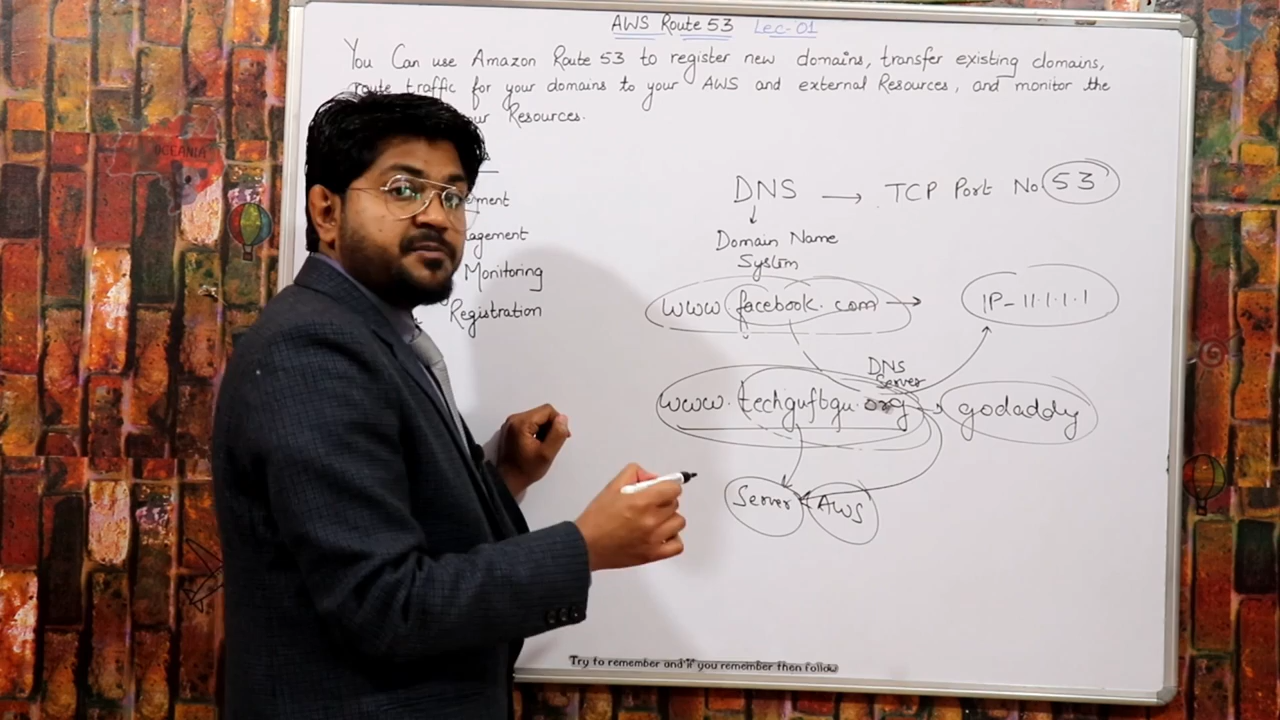 AWS Route 53 Lec-01
You Can use Amazon Route 53 to register new domains, transfer existing domains,
route traffic for your domains to your AWS and external Resources, and monitor the
Resources.
DNS → TCP Port No 53
Domain Name
System
Monitoring
Registration
www.facebook.com → IP-11.1.1.1
DNS
Server
www.techguftgu.org → godaddy
Server AWS
OCEANIA
Try to remember and if you remember then follow